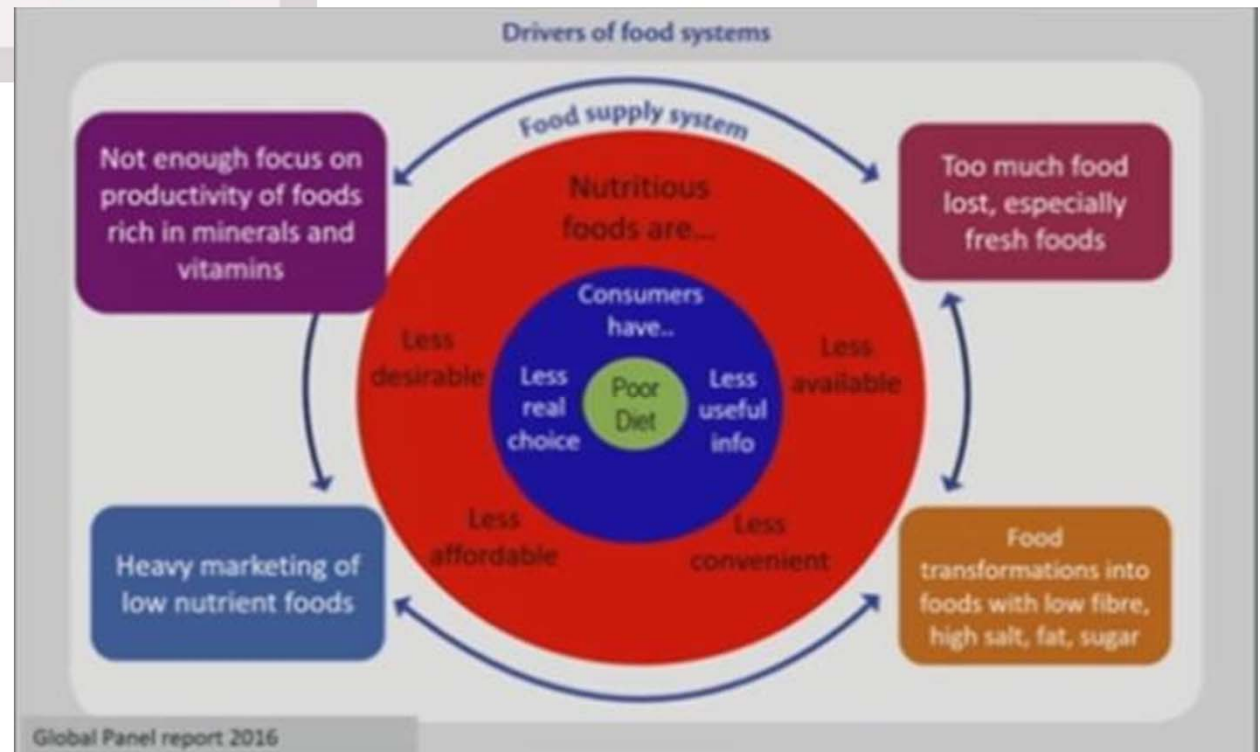 Drivers of food systems
Food supply system
Not enough focus on
productivity of foods
rich in minerals and
vitamins
Too much food
lost, especially
fresh foods
Nutritious
foods are...
Consumers
have..
Less
desirable
Less
real
choice
Poor
Diet
Less
useful
info
Less
available
Less
affordable
Less
convenient
Heavy marketing of
low nutrient foods
Food
transformations into
foods with low fibre,
high salt, fat, sugar
Global Panel report 2016